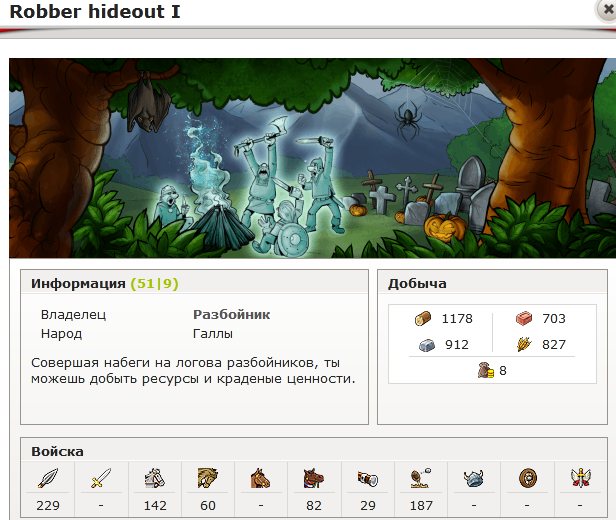 Robber hideout I
Информация (51|9)
Владелец Разбойник
Народ Галлы
Совершая набеги на логова разбойников, ты
можешь добыть ресурсы и краденые ценности.
Добыча
1178 703
912 827
8
Войска
229 - 142 60 - 82 29 187 - - -